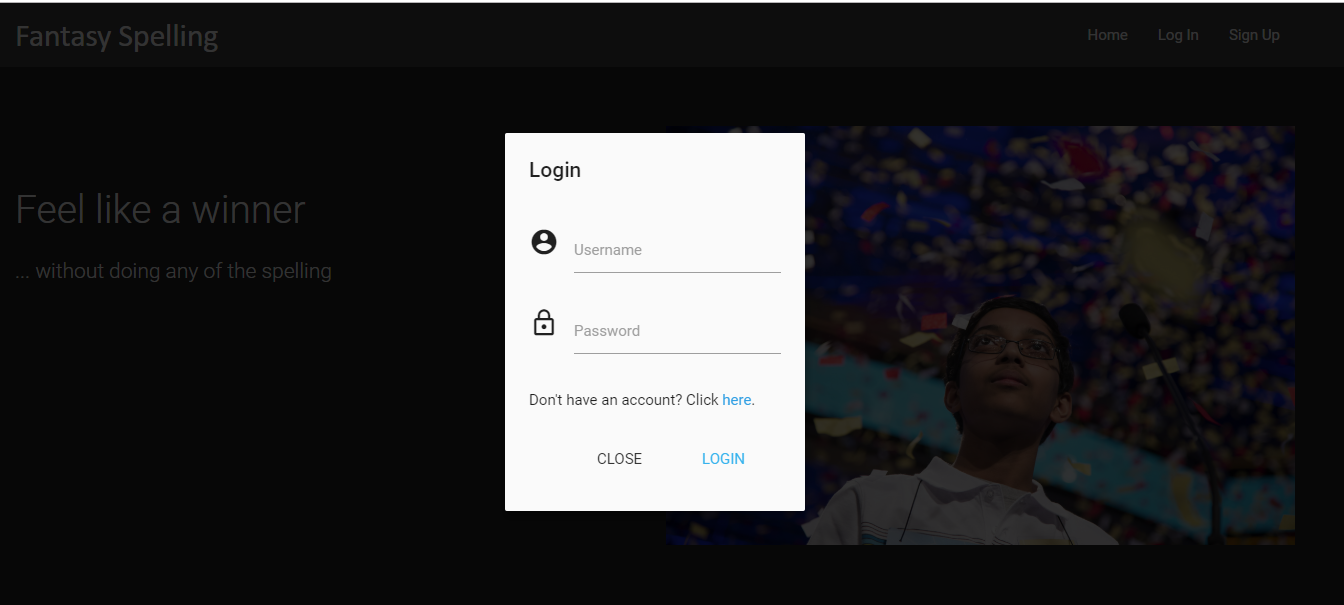 Fantasy Spelling
Home Log In Sign Up
Feel like a winner
... without doing any of the spelling
Login
Username
Password
Don't have an account? Click here.
CLOSE LOGIN